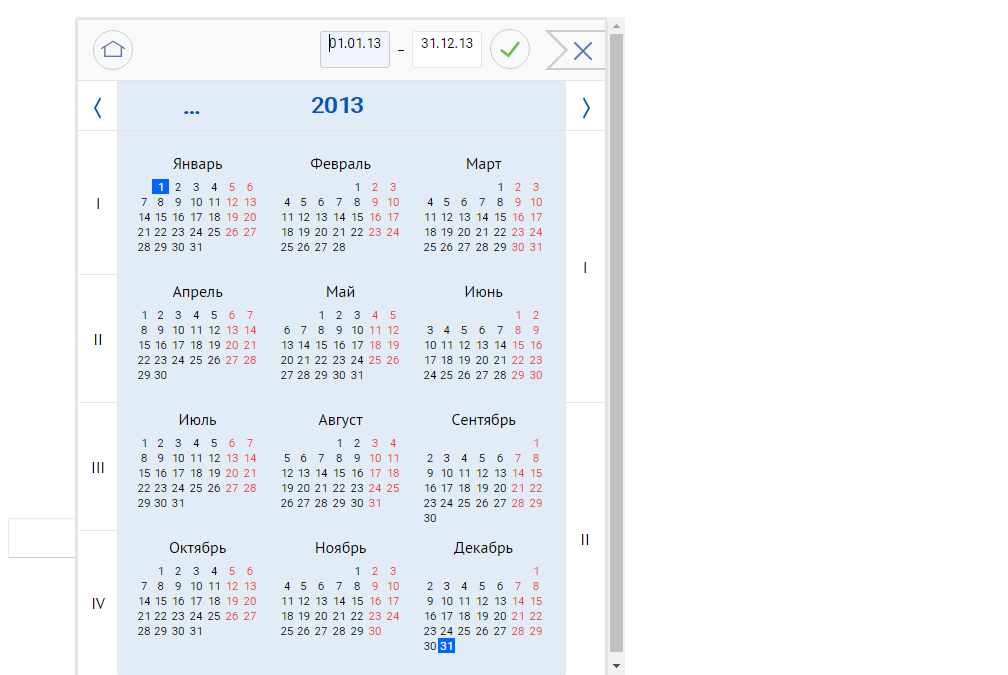 01.01.13 – 31.12.13
... 2013
Январь Февраль Март
1 2 3 4 5 6 1 2 3 1 2 3
7 8 9 10 11 12 13 4 5 6 7 8 9 10 4 5 6 7 8 9 10
I 14 15 16 17 18 19 20 11 12 13 14 15 16 17 11 12 13 14 15 16 17
21 22 23 24 25 26 27 18 19 20 21 22 23 24 18 19 20 21 22 23 24
28 29 30 31 25 26 27 28 25 26 27 28 29 30 31
I
Апрель Май Июнь
1 2 3 4 5 6 7 1 2 3 4 5 1 2
8 9 10 11 12 13 14 6 7 8 9 10 11 12 3 4 5 6 7 8 9
II 15 16 17 18 19 20 21 13 14 15 16 17 18 19 10 11 12 13 14 15 16
22 23 24 25 26 27 28 20 21 22 23 24 25 26 17 18 19 20 21 22 23
29 30 27 28 29 30 31 24 25 26 27 28 29 30
Июль Август Сентябрь
1 2 3 4 5 6 7 1 2 3 4 1
8 9 10 11 12 13 14 5 6 7 8 9 10 11 2 3 4 5 6 7 8
III 15 16 17 18 19 20 21 12 13 14 15 16 17 18 9 10 11 12 13 14 15
22 23 24 25 26 27 28 19 20 21 22 23 24 25 16 17 18 19 20 21 22
29 30 31 26 27 28 29 30 31 23 24 25 26 27 28 29
30
II
Октябрь Ноябрь Декабрь
1 2 3 4 5 6 1 2 3 1
7 8 9 10 11 12 13 4 5 6 7 8 9 10 2 3 4 5 6 7 8
IV 14 15 16 17 18 19 20 11 12 13 14 15 16 17 9 10 11 12 13 14 15
21 22 23 24 25 26 27 18 19 20 21 22 23 24 16 17 18 19 20 21 22
28 29 30 31 25 26 27 28 29 30 23 24 25 26 27 28 29
30 31